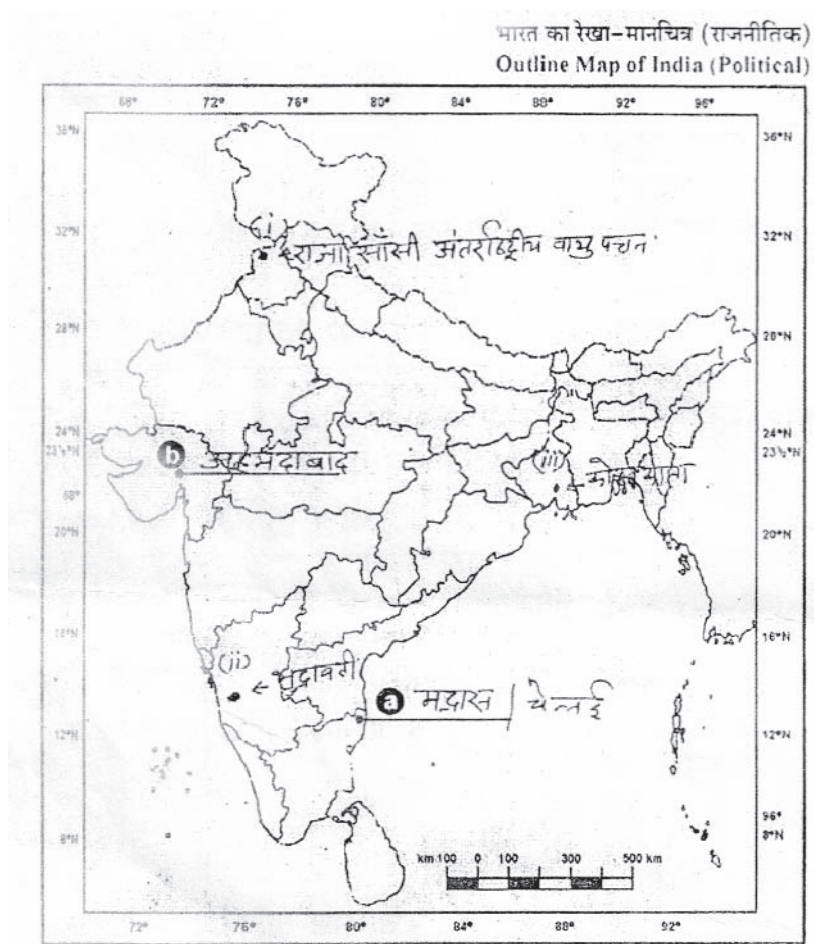 भारत का रेखा-मानचित्र (राजनीतिक)
Outline Map of India (Political)
68° 72° 76° 80° 84° 88° 92° 96°
36°N 36°N
(i)
32°N 32°N
राजा साँसी अंतर्राष्ट्रीय वायु पत्तन
28°N 28°N
24°N 24°N
23½°N 23½°N
b अहमदाबाद
(iii)
कोलकाता
68°
20°N 20°N
16°N 16°N
(ii)
भद्रावती
a मद्रास / चेन्नई
12°N 12°N
96°
8°N 8°N
km 100 0 100 300 500 km
72° 76° 80° 84° 88° 92°